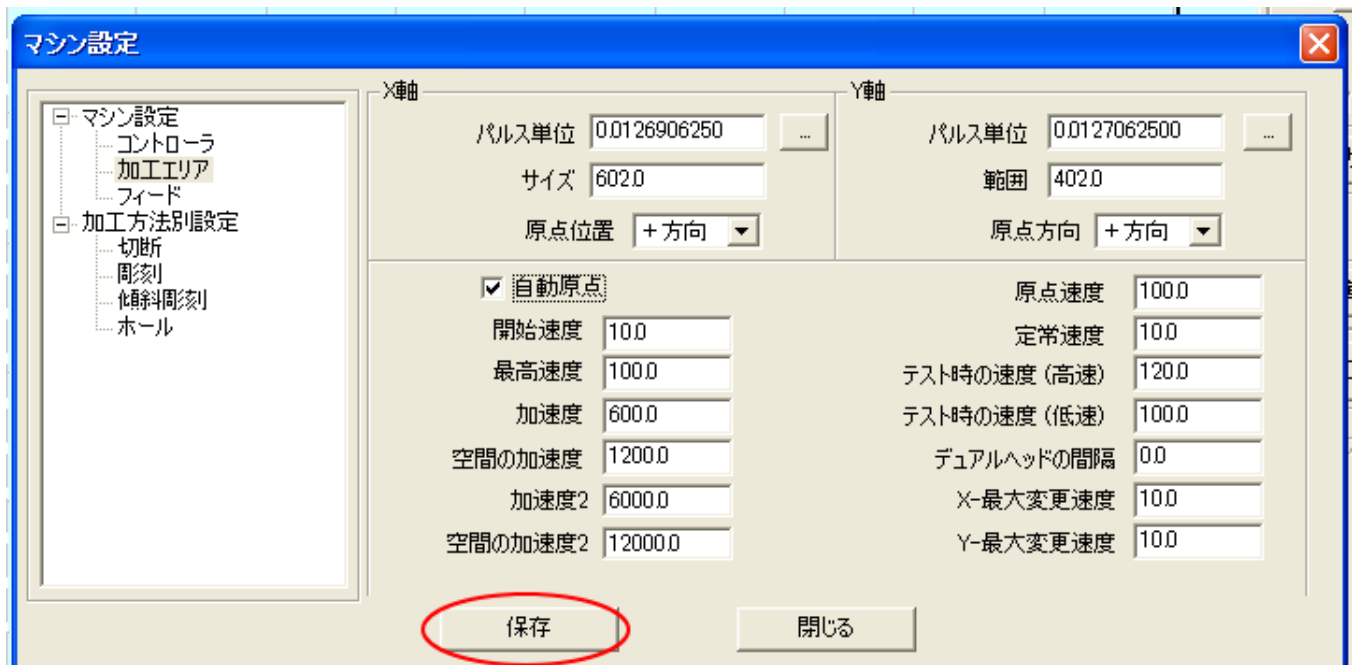 マシン設定
マシン設定
コントローラ
加工エリア
フィード
加工方法別設定
切断
彫刻
傾斜彫刻
ホール
X軸
パルス単位 0.0126906250 ...
サイズ 602.0
原点位置 +方向
Y軸
パルス単位 0.0127062500 ...
範囲 402.0
原点方向 +方向
自動原点
開始速度 10.0
最高速度 100.0
加速度 600.0
空間の加速度 1200.0
加速度2 6000.0
空間の加速度2 12000.0
原点速度 100.0
定常速度 10.0
テスト時の速度 (高速) 120.0
テスト時の速度 (低速) 100.0
デュアルヘッドの間隔 0.0
X-最大変更速度 10.0
Y-最大変更速度 10.0
保存 閉じる